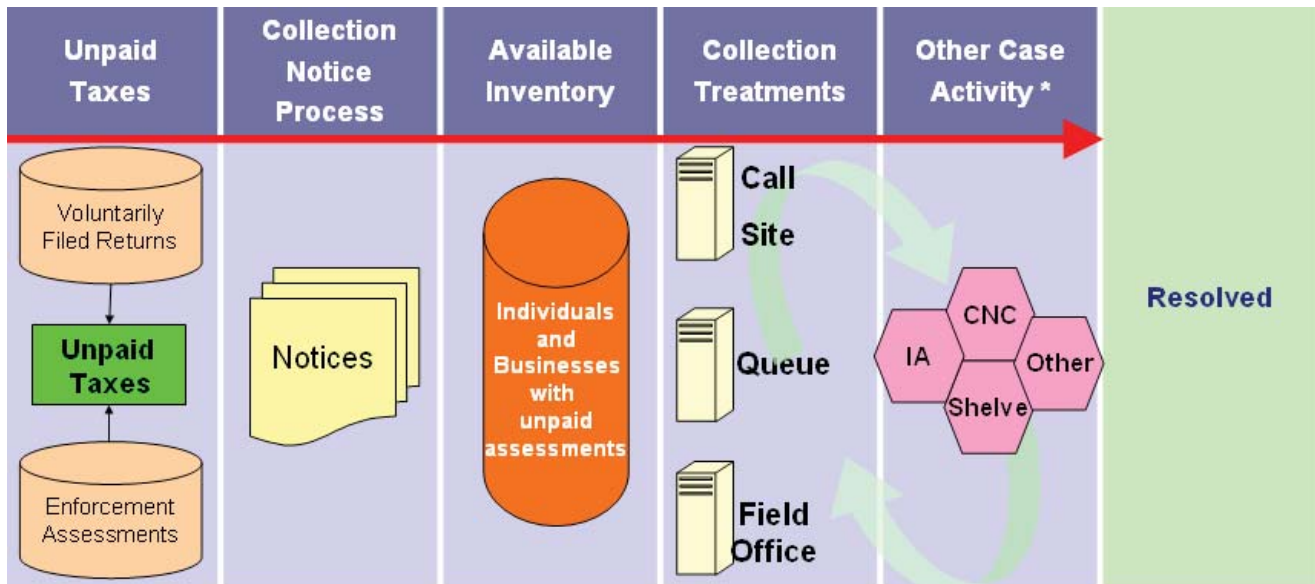 Unpaid
Taxes
Collection
Notice
Process
Available
Inventory
Collection
Treatments
Other Case
Activity *
Voluntarily
Filed Returns
Unpaid
Taxes
Enforcement
Assessments
Notices
Individuals
and
Businesses
with
unpaid
assessments
Call
Site
Queue
Field
Office
CNC
IA
Other
Shelve
Resolved